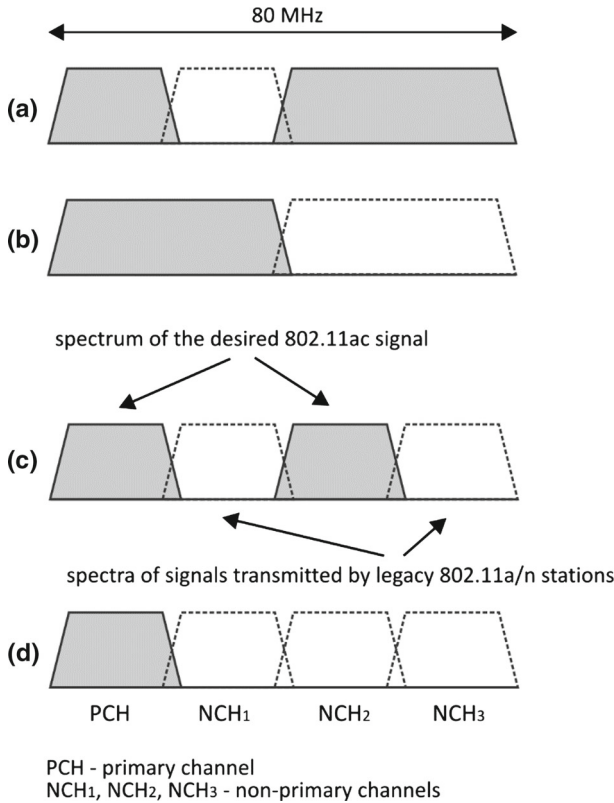 80 MHz
(a)
(b)
spectrum of the desired 802.11ac signal
(c)
spectra of signals transmitted by legacy 802.11a/n stations
(d)
PCH NCH₁ NCH₂ NCH₃
PCH - primary channel
NCH₁, NCH₂, NCH₃ - non-primary channels